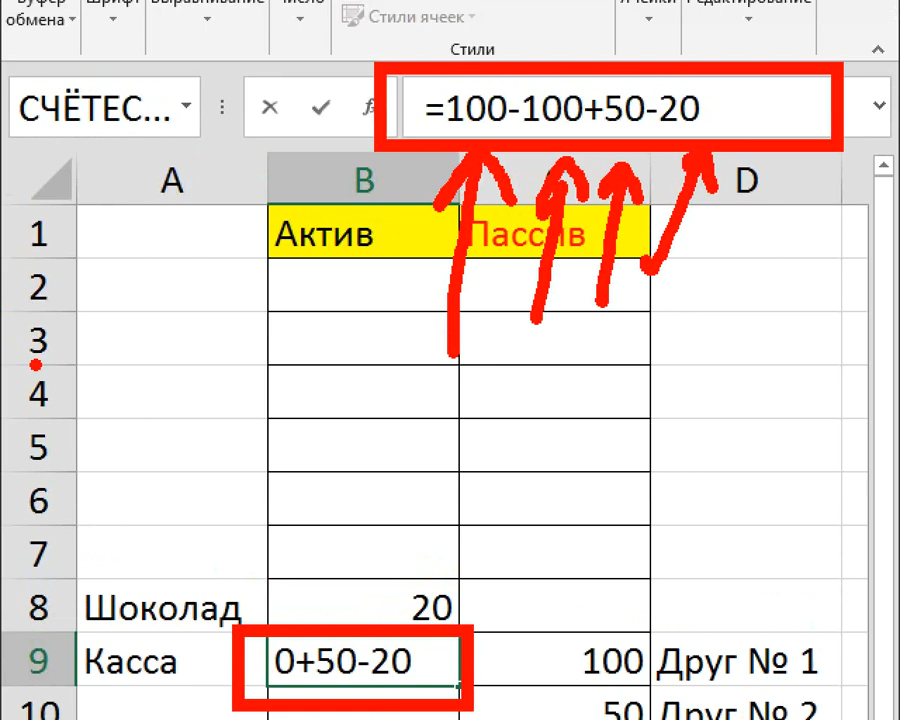 Буфер Шрифт Выравнивание Число Стили ячеек Ячейки Редактирование
обмена
Стили
СЧЁТЕС... =100-100+50-20
A B D
1 Актив Пассив
2
3
4
5
6
7
8 Шоколад 20
9 Касса 0+50-20 100 Друг № 1
10 50 Друг № 2